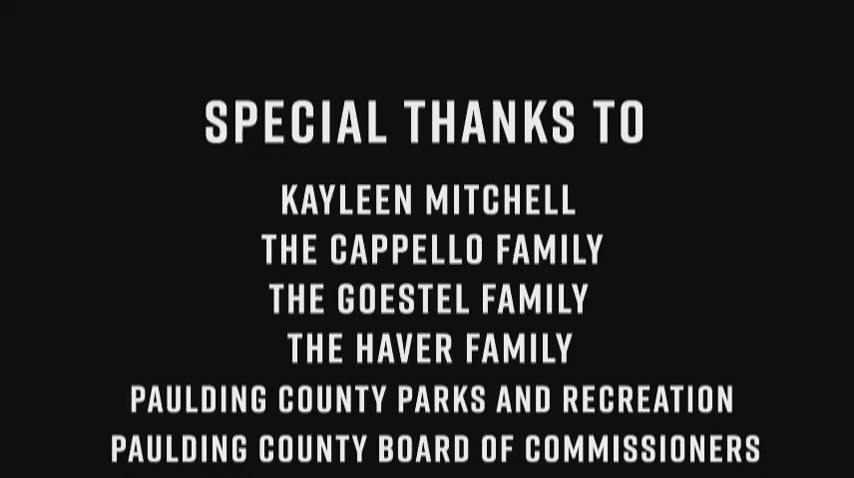 SPECIAL THANKS TO
KAYLEEN MITCHELL
THE CAPPELLO FAMILY
THE GOESTEL FAMILY
THE HAVER FAMILY
PAULDING COUNTY PARKS AND RECREATION
PAULDING COUNTY BOARD OF COMMISSIONERS